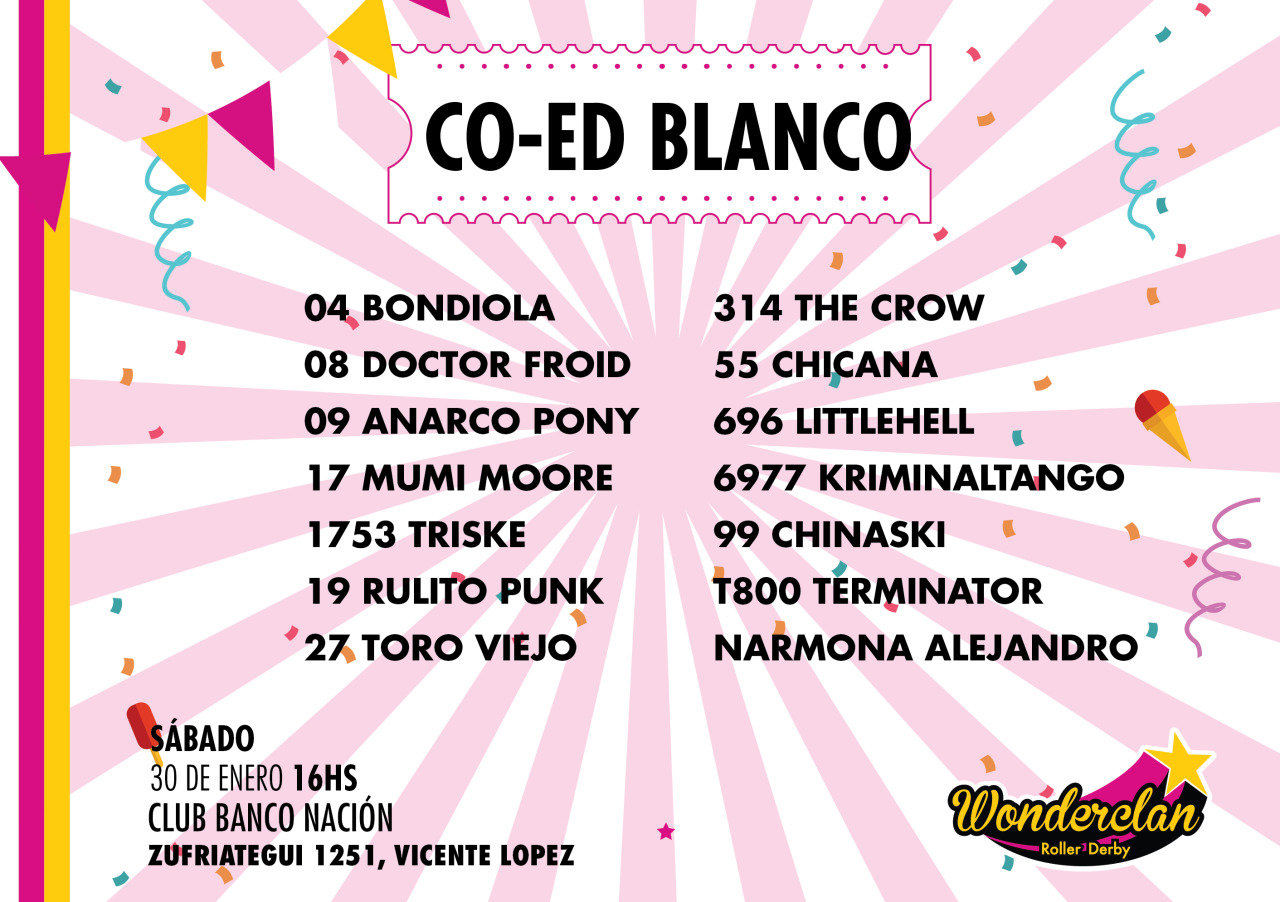 CO-ED BLANCO
04 BONDIOLA
08 DOCTOR FROID
09 ANARCO PONY
17 MUMI MOORE
1753 TRISKE
19 RULITO PUNK
27 TORO VIEJO
314 THE CROW
55 CHICANA
696 LITTLEHELL
6977 KRIMINALTANGO
99 CHINASKI
T800 TERMINATOR
NARMONA ALEJANDRO
SÁBADO
30 DE ENERO 16HS
CLUB BANCO NACIÓN
ZUFRIATEGUI 1251, VICENTE LOPEZ
Wonderclan
Roller Derby